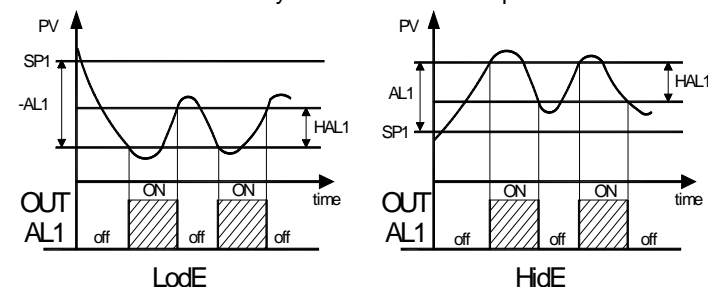 PV
SP1
-AL1
HAL1
ON
ON
time
OUT
AL1
off
off
off
LodE
PV
HAL1
AL1
SP1
ON
ON
time
OUT
AL1
off
off
off
HidE